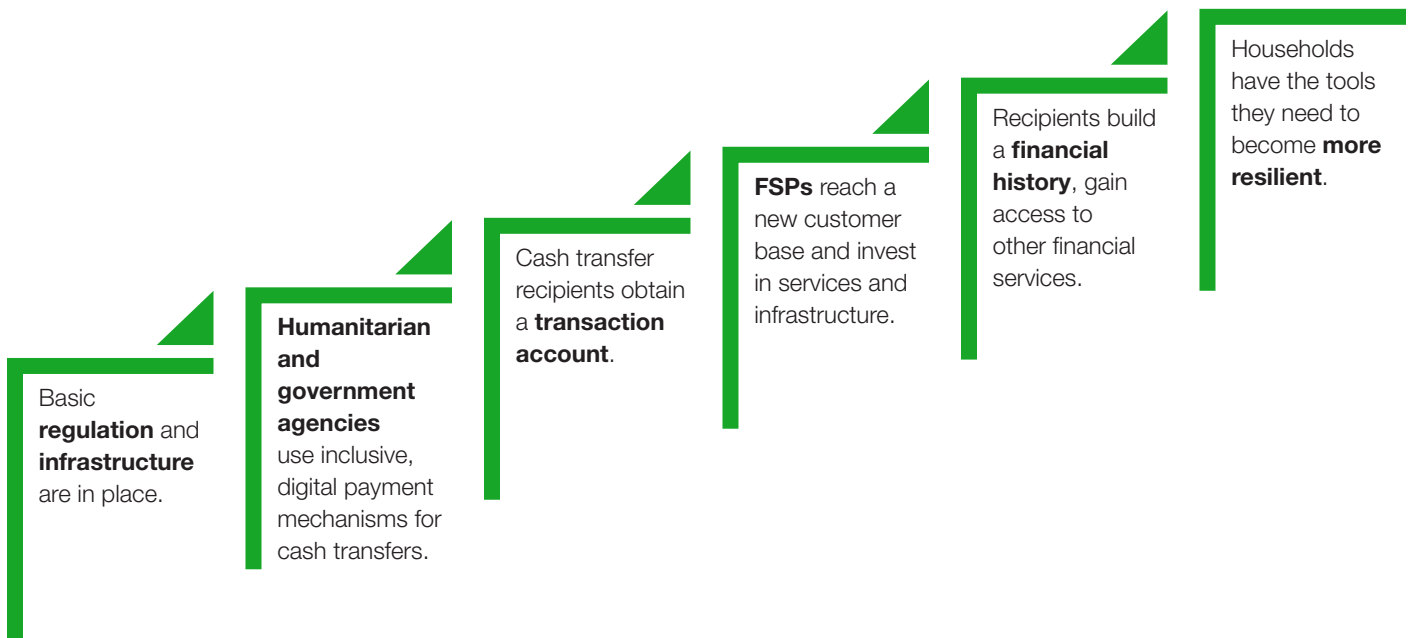 Basic
regulation and
infrastructure
are in place.
Humanitarian
and
government
agencies
use inclusive,
digital payment
mechanisms for
cash transfers.
Cash transfer
recipients obtain
a transaction
account.
FSPs reach a
new customer
base and invest
in services and
infrastructure.
Recipients build
a financial
history, gain
access to
other financial
services.
Households
have the tools
they need to
become more
resilient.